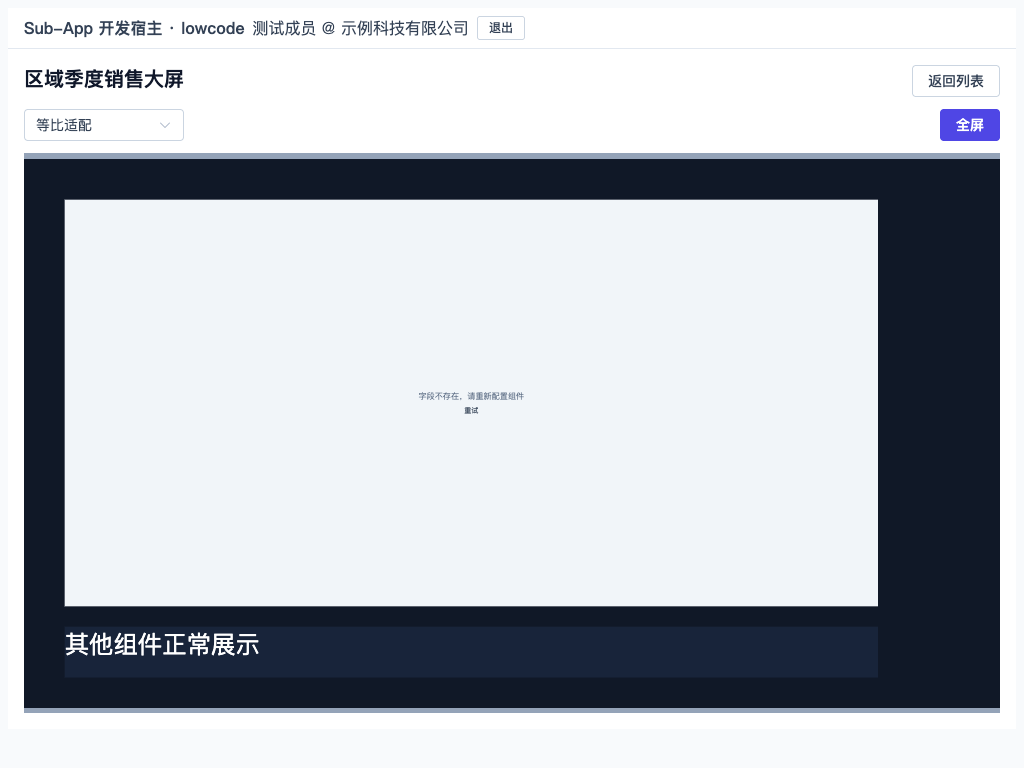 Sub-App 开发宿主 · lowcode 测试成员 @ 示例科技有限公司 退出
区域季度销售大屏 返回列表
等比适配 全屏
字段不存在，请重新配置组件
重试
其他组件正常展示